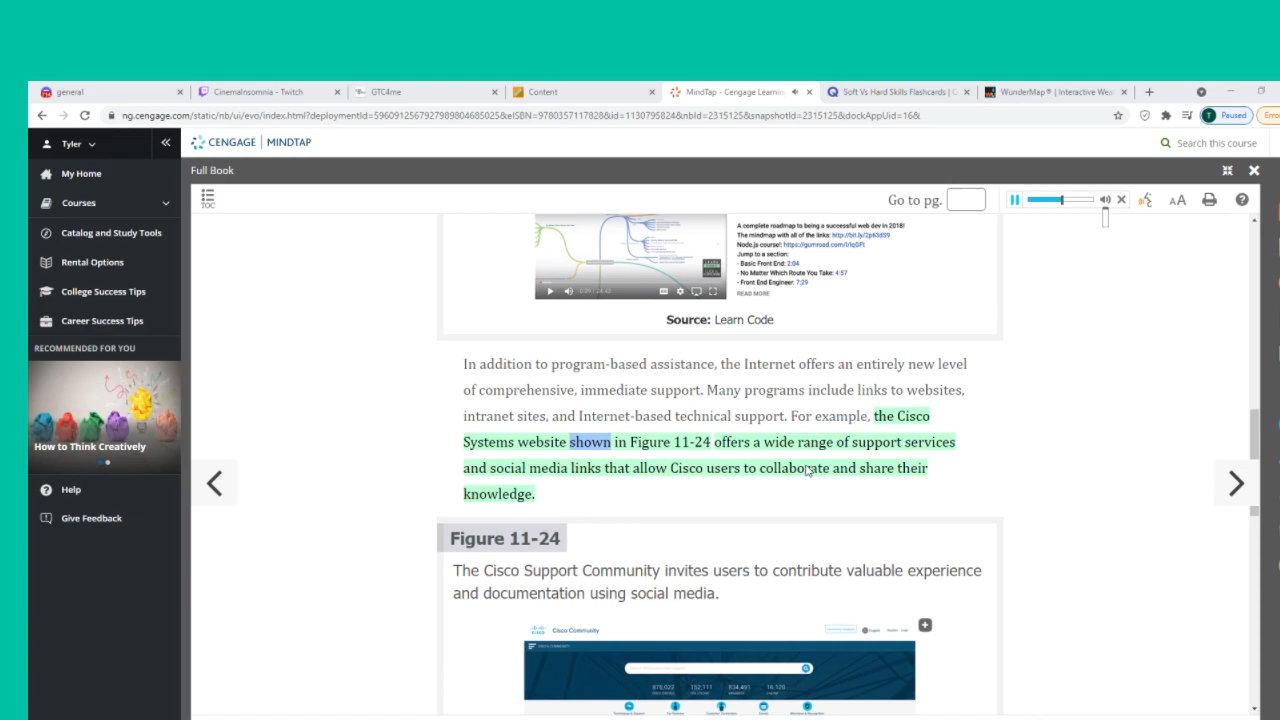 general
CinemaInsomnia - Twitch
GTC4me
Content
MindTap - Cengage Learnin
Soft Vs Hard Skills Flashcards |
WunderMap® | Interactive Wea
Paused
Erro
Tyler
CENGAGE | MINDTAP
Search this course
My Home
Full Book
Courses
TOC
Go to pg.
AA
Catalog and Study Tools
Rental Options
College Success Tips
Career Success Tips
RECOMMENDED FOR YOU
How to Think Creatively
Help
Give Feedback
A complete roadmap to being a successful web dev in 2018!
The mindmap with all of the links:
Node.js course!
Jump to a section:
- Basic Front End: 2:04
- No Matter Which Route You Take: 4:57
- Front End Engineer: 7:29
READ MORE
Source: Learn Code
In addition to program-based assistance, the Internet offers an entirely new level
of comprehensive, immediate support. Many programs include links to websites,
intranet sites, and Internet-based technical support. For example, the Cisco
Systems website shown in Figure 11-24 offers a wide range of support services
and social media links that allow Cisco users to collaborate and share their
knowledge.
Figure 11-24
The Cisco Support Community invites users to contribute valuable experience
and documentation using social media.
Cisco Community